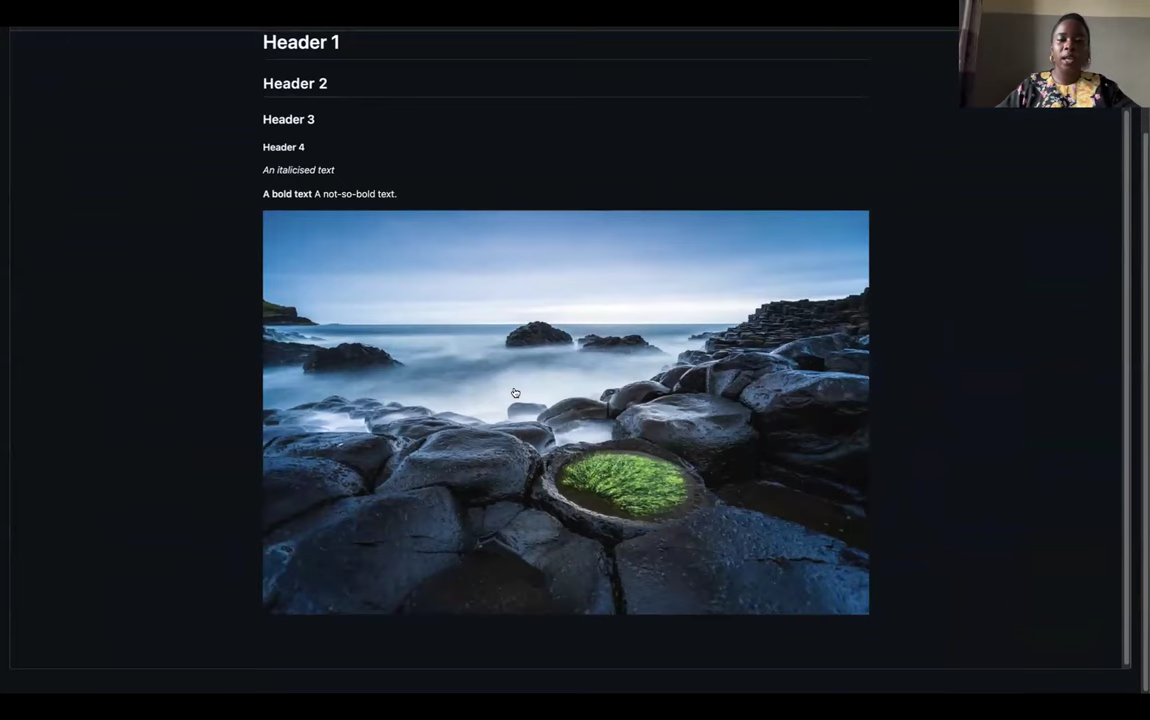 Header 1
Header 2
Header 3
Header 4
An italicised text
A bold text A not-so-bold text.